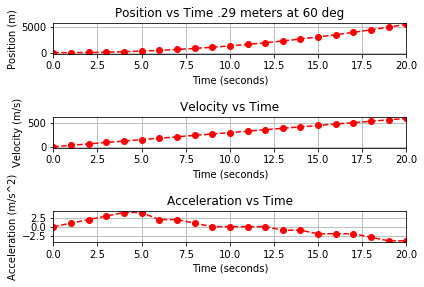 Position vs Time .29 meters at 60 deg
Position (m)
5000
0
0.0 2.5 5.0 7.5 10.0 12.5 15.0 17.5 20.0
Time (seconds)
Velocity vs Time
Velocity (m/s)
500
0
0.0 2.5 5.0 7.5 10.0 12.5 15.0 17.5 20.0
Time (seconds)
Acceleration vs Time
Acceleration (m/s^2)
2.5
0.0
−2.5
0.0 2.5 5.0 7.5 10.0 12.5 15.0 17.5 20.0
Time (seconds)